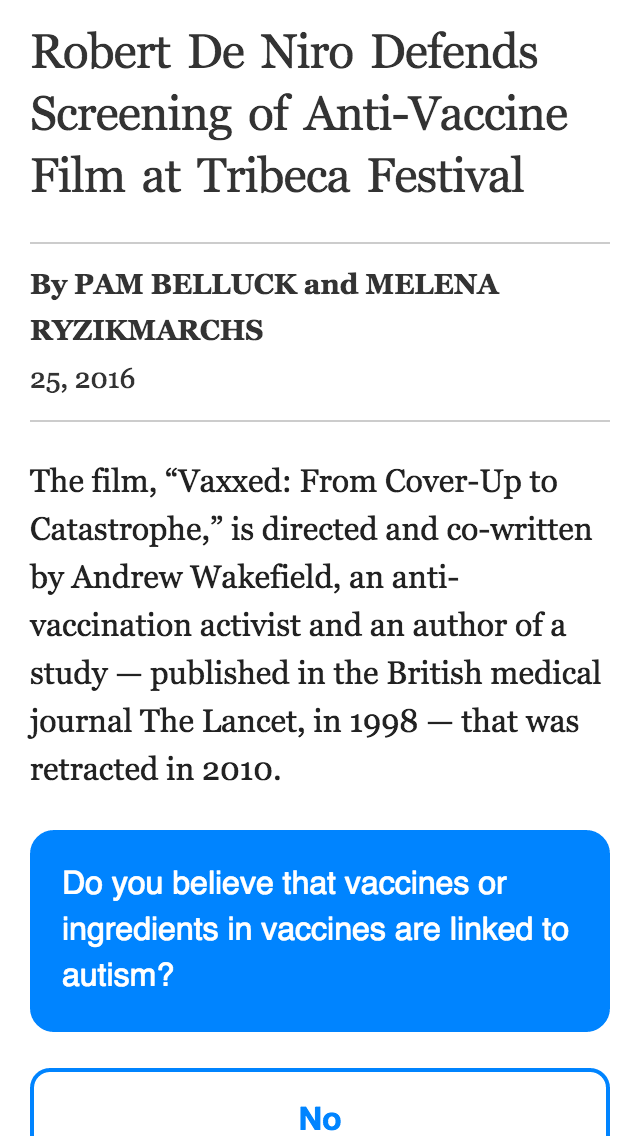 Robert De Niro Defends
Screening of Anti-Vaccine
Film at Tribeca Festival
By PAM BELLUCK and MELENA
RYZIKMARCHS
25, 2016
The film, “Vaxxed: From Cover-Up to
Catastrophe,” is directed and co-written
by Andrew Wakefield, an anti-
vaccination activist and an author of a
study — published in the British medical
journal The Lancet, in 1998 — that was
retracted in 2010.
Do you believe that vaccines or
ingredients in vaccines are linked to
autism?
No